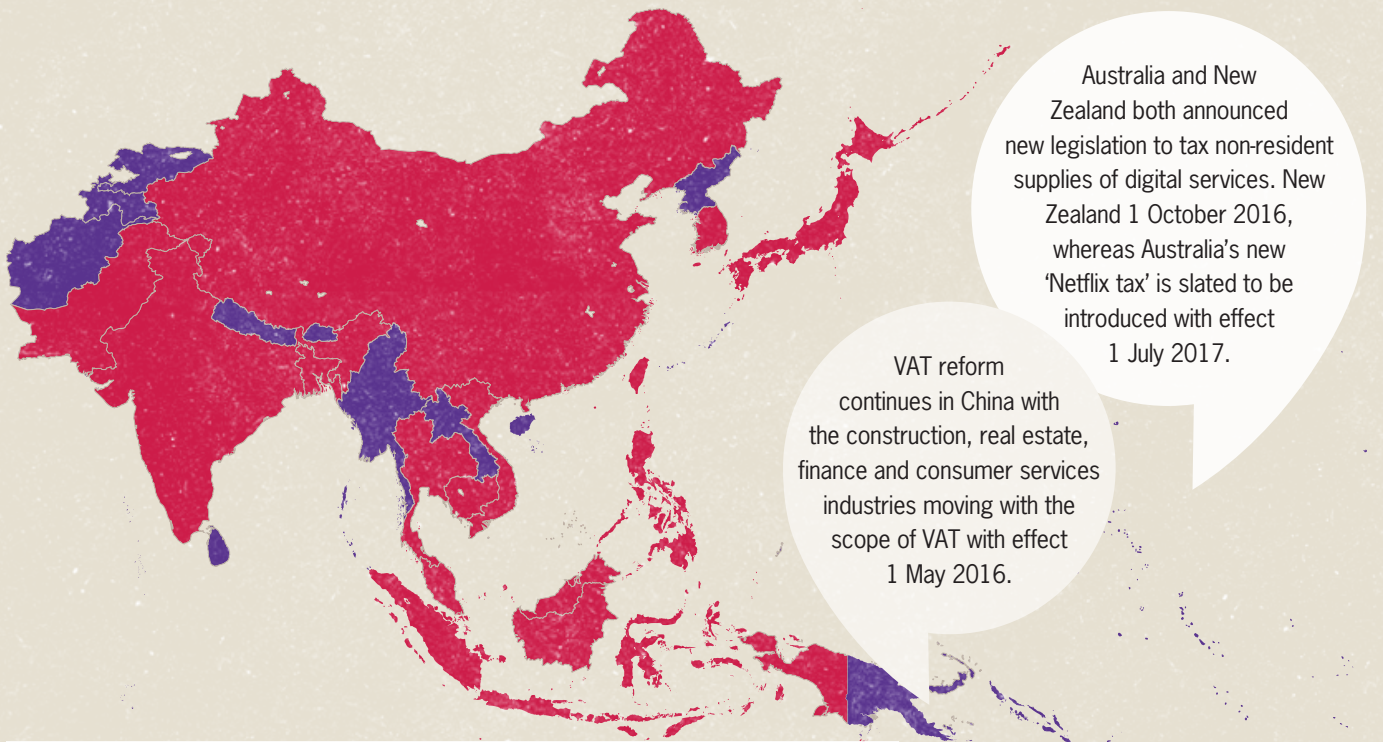 Australia and New
Zealand both announced
new legislation to tax non-resident
supplies of digital services. New
Zealand 1 October 2016,
whereas Australia’s new
‘Netflix tax’ is slated to be
introduced with effect
1 July 2017.
VAT reform
continues in China with
the construction, real estate,
finance and consumer services
industries moving with the
scope of VAT with effect
1 May 2016.